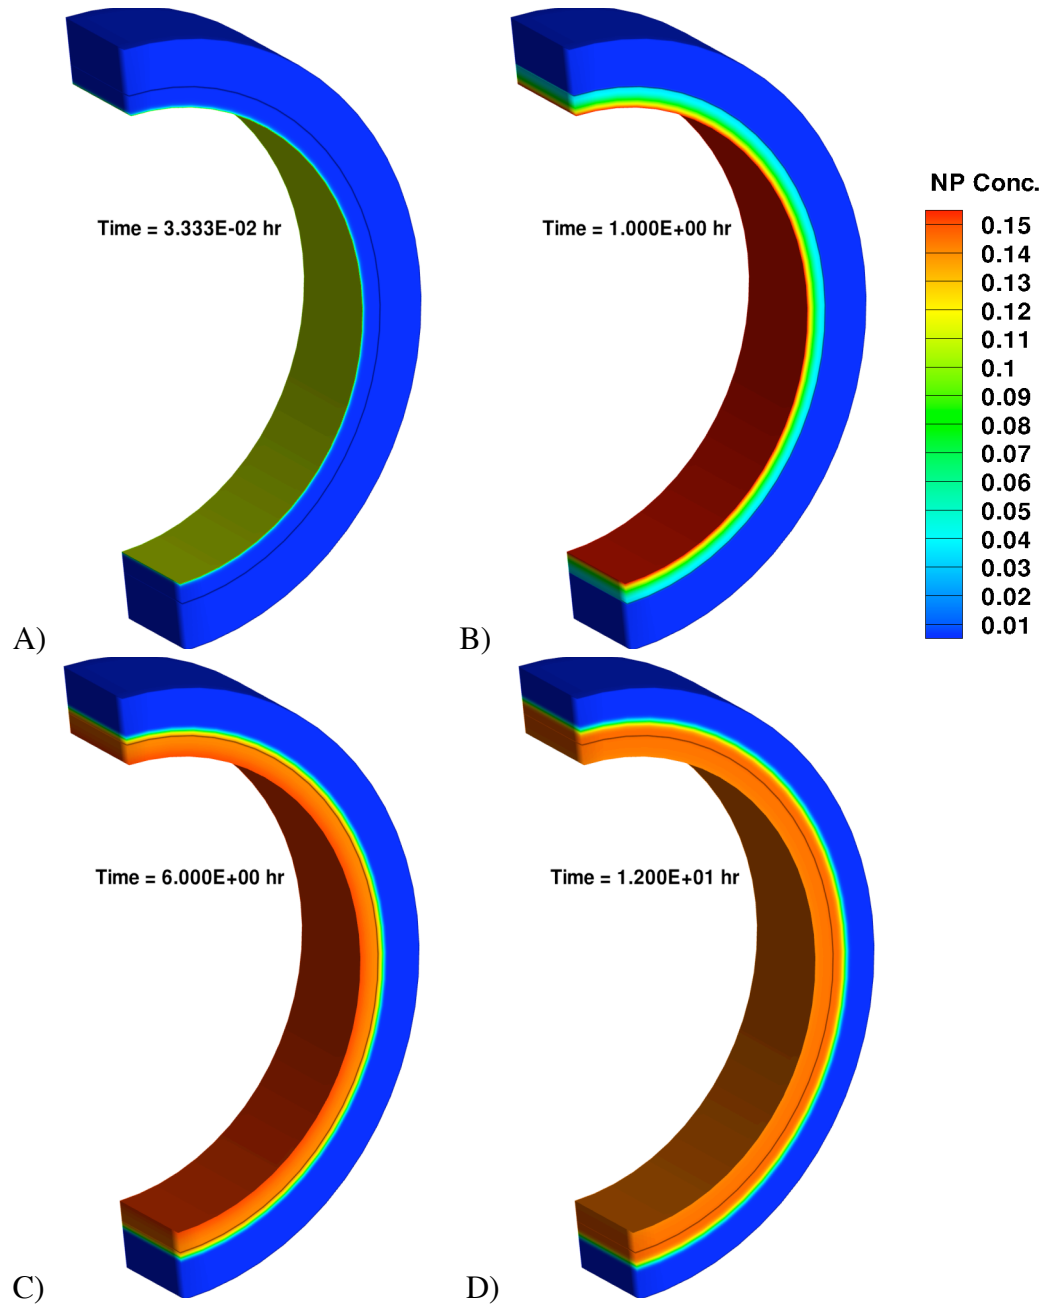 Time = 3.333E-02 hr
Time = 1.000E+00 hr
NP Conc.
0.15
0.14
0.13
0.12
0.11
0.1
0.09
0.08
0.07
0.06
0.05
0.04
0.03
0.02
0.01
A)
B)
Time = 6.000E+00 hr
Time = 1.200E+01 hr
C)
D)